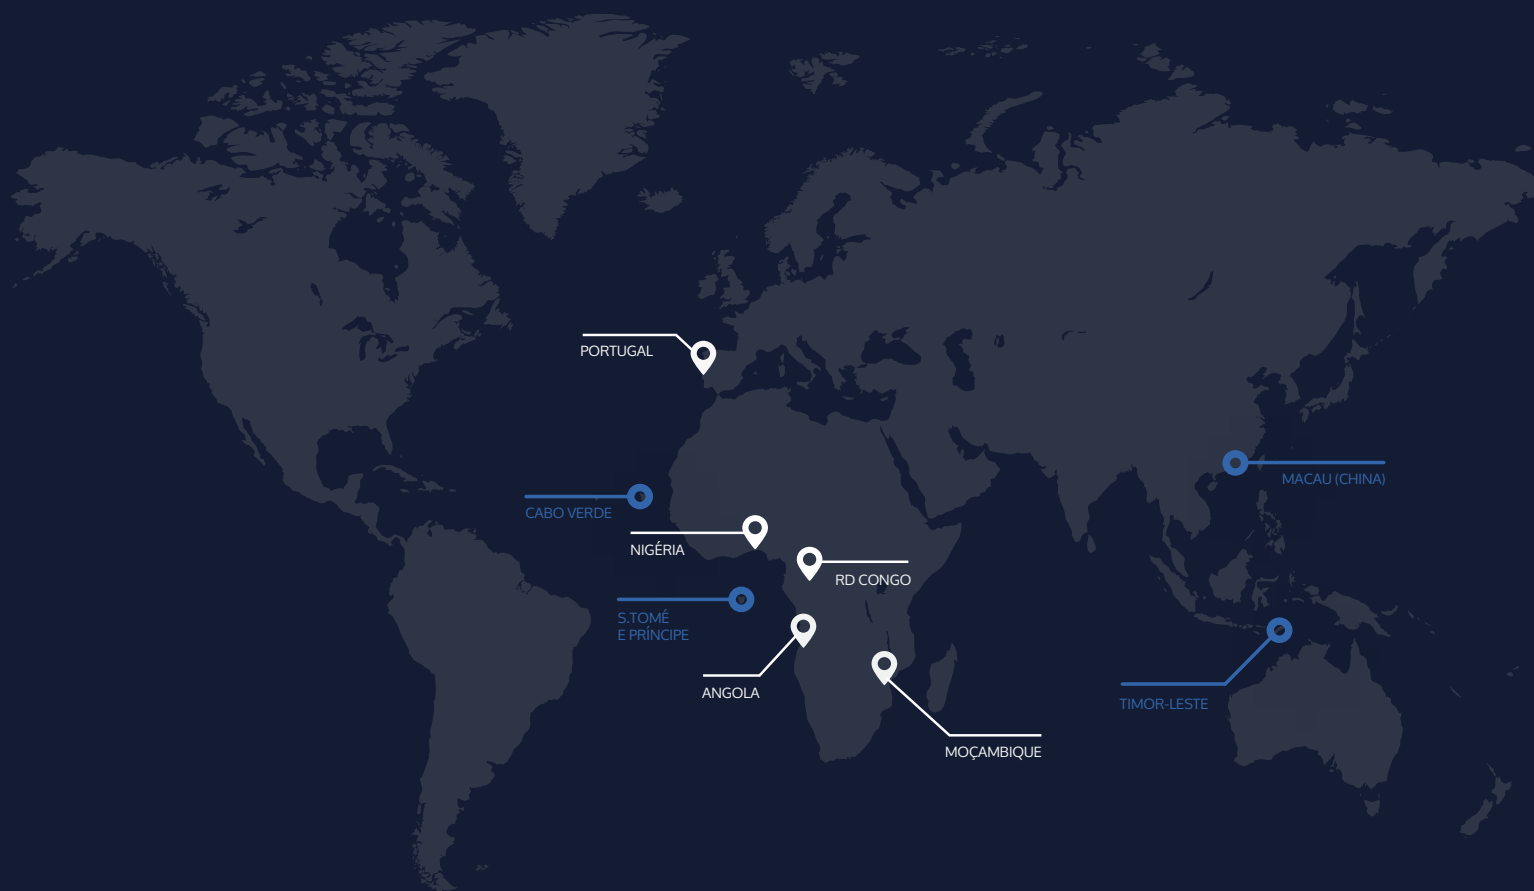 PORTUGAL
MACAU (CHINA)
CABO VERDE
NIGÉRIA
RD CONGO
S.TOMÉ
E PRÍNCIPE
ANGOLA
TIMOR-LESTE
MOÇAMBIQUE